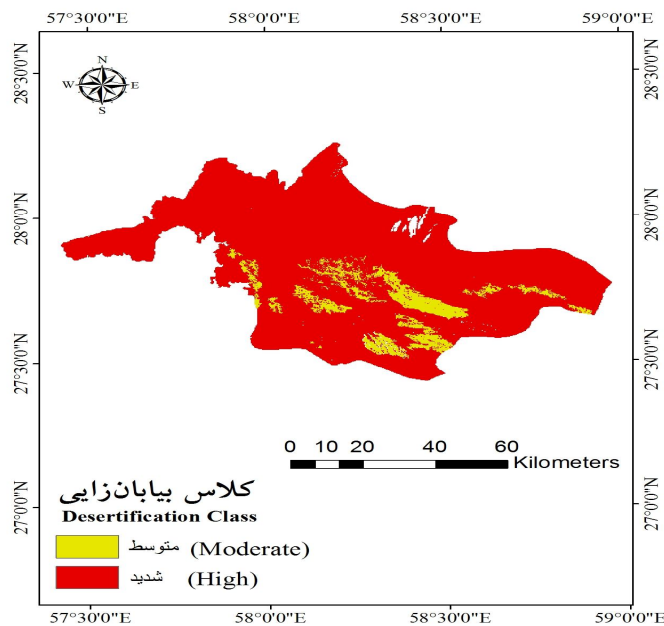 57°30'0"E 58°0'0"E 58°30'0"E 59°0'0"E
28°30'0"N 28°30'0"N
N
W E
S
28°0'0"N 28°0'0"N
27°30'0"N 27°30'0"N
0 10 20 40 60
Kilometers
27°0'0"N 27°0'0"N
کلاس بیابان‌زایی
Desertification Class
متوسط (Moderate)
شدید (High)
57°30'0"E 58°0'0"E 58°30'0"E 59°0'0"E